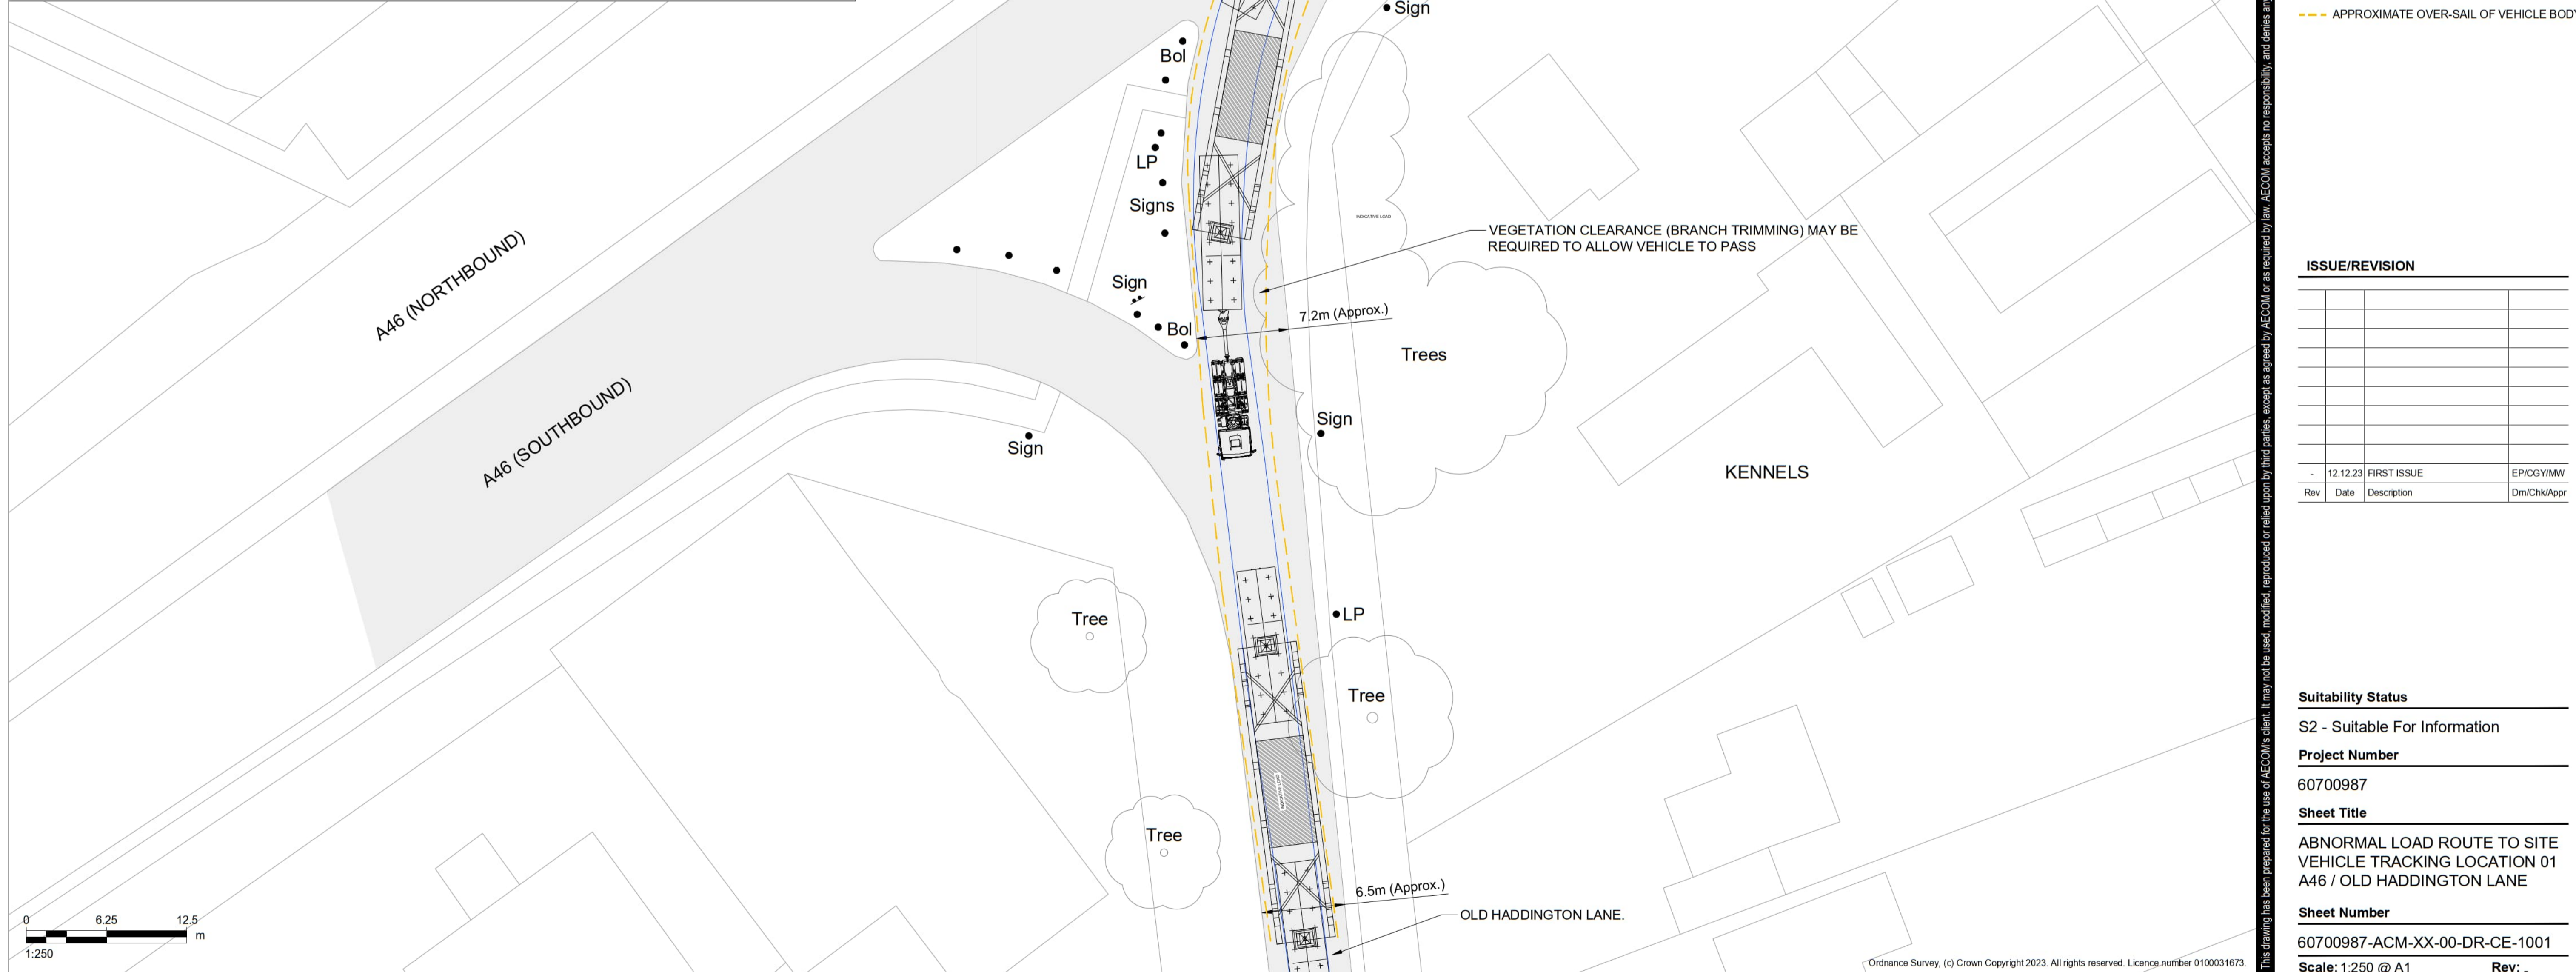 Sign
Bol
LP
Signs
INDICATIVE LOAD
VEGETATION CLEARANCE (BRANCH TRIMMING) MAY BE
REQUIRED TO ALLOW VEHICLE TO PASS
A46 (NORTHBOUND)
Sign
7.2m (Approx.)
Bol
Trees
A46 (SOUTHBOUND)
Sign
Sign
KENNELS
LP
Tree
Tree
INDICATIVE LOAD
Tree
6.5m (Approx.)
OLD HADDINGTON LANE.
0 6.25 12.5
m
1:250
Ordnance Survey, (c) Crown Copyright 2023. All rights reserved. Licence number 0100031673.
This drawing has been prepared for the use of AECOM's client. It may not be used, modified, reproduced or relied upon by third parties, except as agreed by AECOM or as required by law. AECOM accepts no responsibility, and denies any
APPROXIMATE OVER-SAIL OF VEHICLE BODY
ISSUE/REVISION
- 12.12.23 FIRST ISSUE EP/CGY/MW
Rev Date Description Drn/Chk/Appr
Suitability Status
S2 - Suitable For Information
Project Number
60700987
Sheet Title
ABNORMAL LOAD ROUTE TO SITE
VEHICLE TRACKING LOCATION 01
A46 / OLD HADDINGTON LANE
Sheet Number
60700987-ACM-XX-00-DR-CE-1001
Scale: 1:250 @ A1 Rev: -